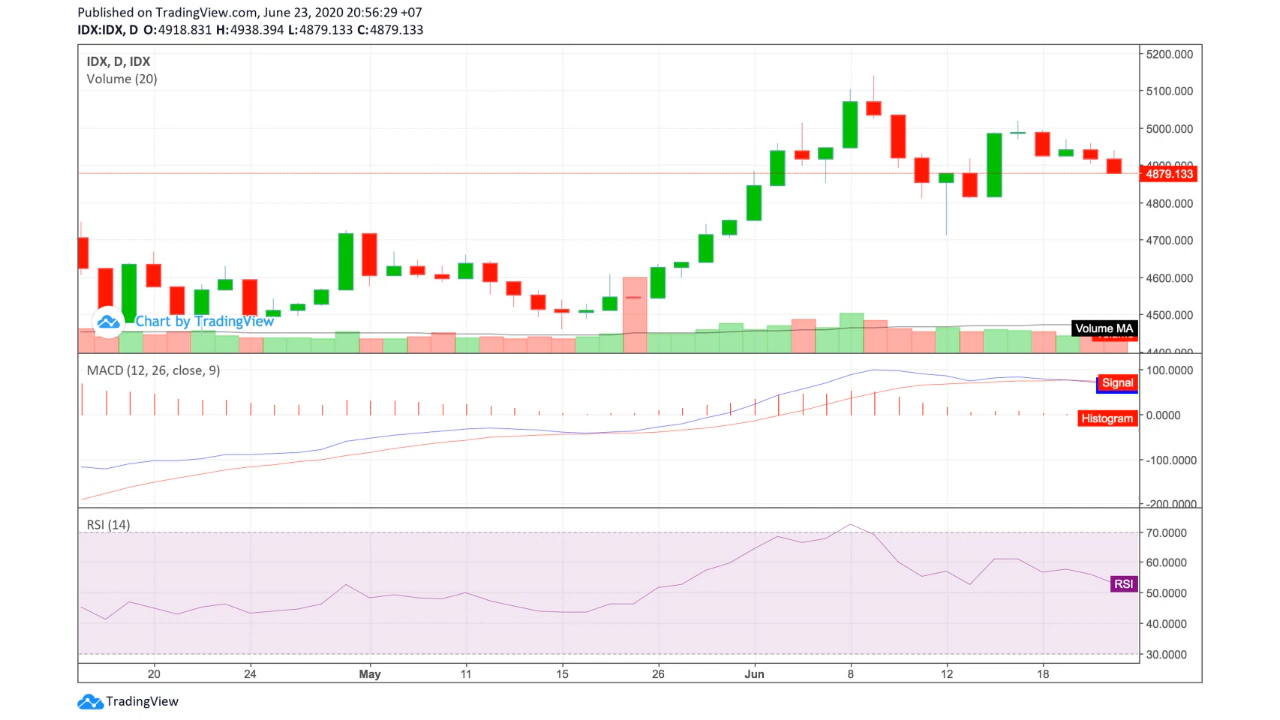 Published on TradingView.com, June 23, 2020 20:56:29 +07
IDX:IDX, D O:4918.831 H:4938.394 L:4879.133 C:4879.133
IDX, D, IDX
Volume (20)
5200.000
5100.000
5000.000
4900.000
4879.133
4800.000
4700.000
4600.000
4500.000
Chart by TradingView
Volume MA
Volume
4400.000
MACD (12, 26, close, 9)
100.0000
Signal
0.0000
Histogram
-100.0000
-200.0000
RSI (14)
70.0000
60.0000
RSI
50.0000
40.0000
30.0000
20 24 May 11 15 26 Jun 8 12 18
TradingView